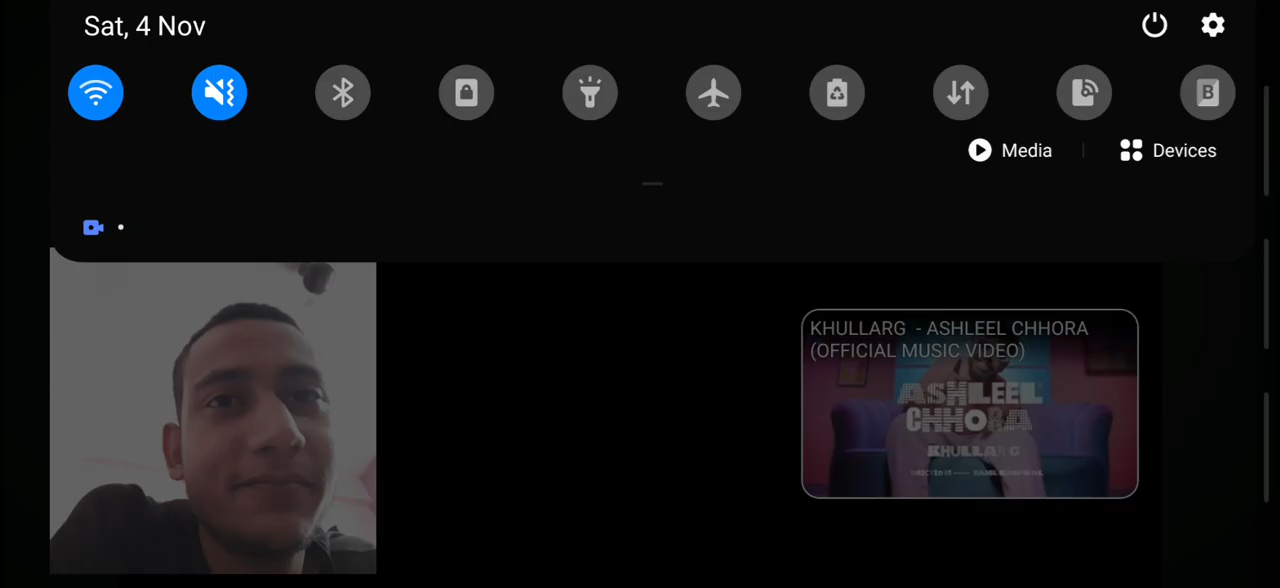 Sat, 4 Nov
B
Media
Devices
KHULLARG - ASHLEEL CHHORA
(OFFICIAL MUSIC VIDEO)
ASHLEEL
CHHORA
KHULLAR G